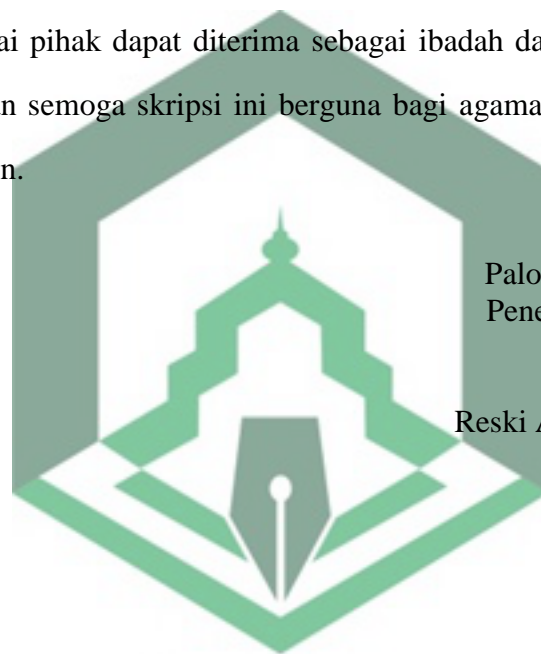 ai pihak dapat diterima sebagai ibadah da
n semoga skripsi ini berguna bagi agama
n.
Palo
Pene
Reski A